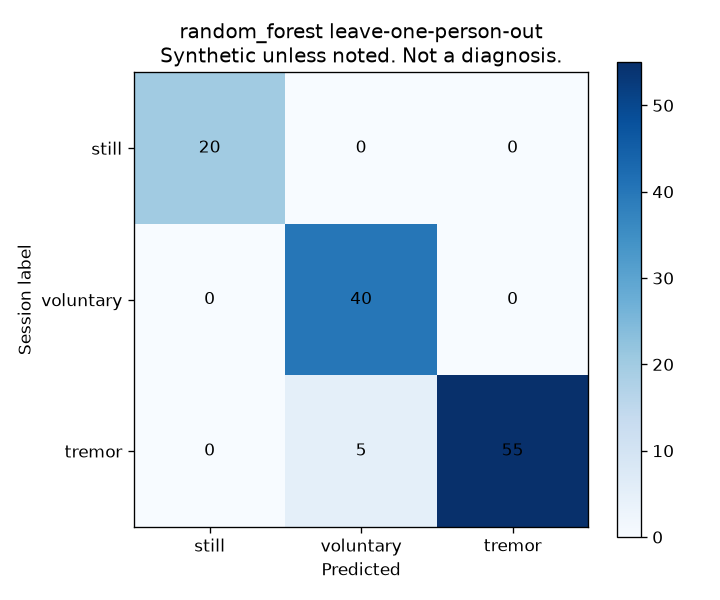 random_forest leave-one-person-out
Synthetic unless noted. Not a diagnosis.
still 20 0 0
voluntary 0 40 0
tremor 0 5 55
still voluntary tremor
Predicted
Session label
50
40
30
20
10
0